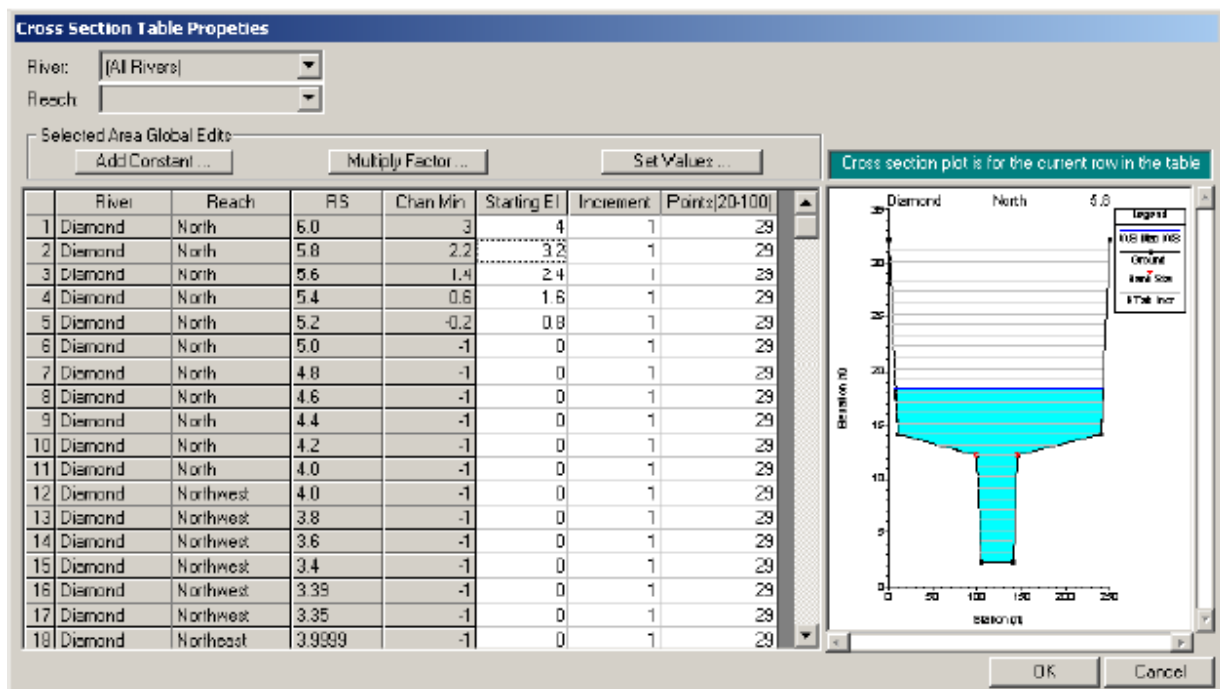 Cross Section Table Propeties
River: (All Rivers)
Reach:
Selected Area Global Edits
Add Constant ... Multiply Factor ... Set Values ...
Cross section plot is for the current row in the table
River Reach RS Chan Min Starting El Increment Points(20-100)
1 Diamond North 6.0 3 4 1 29
2 Diamond North 5.8 2.2 3.2 1 29
3 Diamond North 5.6 1.4 2.4 1 29
4 Diamond North 5.4 0.6 1.6 1 29
5 Diamond North 5.2 -0.2 0.8 1 29
6 Diamond North 5.0 -1 0 1 29
7 Diamond North 4.8 -1 0 1 29
8 Diamond North 4.6 -1 0 1 29
9 Diamond North 4.4 -1 0 1 29
10 Diamond North 4.2 -1 0 1 29
11 Diamond North 4.0 -1 0 1 29
12 Diamond Northwest 4.0 -1 0 1 29
13 Diamond Northwest 3.8 -1 0 1 29
14 Diamond Northwest 3.6 -1 0 1 29
15 Diamond Northwest 3.4 -1 0 1 29
16 Diamond Northwest 3.39 -1 0 1 29
17 Diamond Northwest 3.35 -1 0 1 29
18 Diamond Northeast 3.9999 -1 0 1 29
Diamond North 5.8
Legend
Ground
Bank Sta
35
30
25
20
15
10
5
0
Elevation (ft)
0 50 100 150 200 250
Station (ft)
OK Cancel